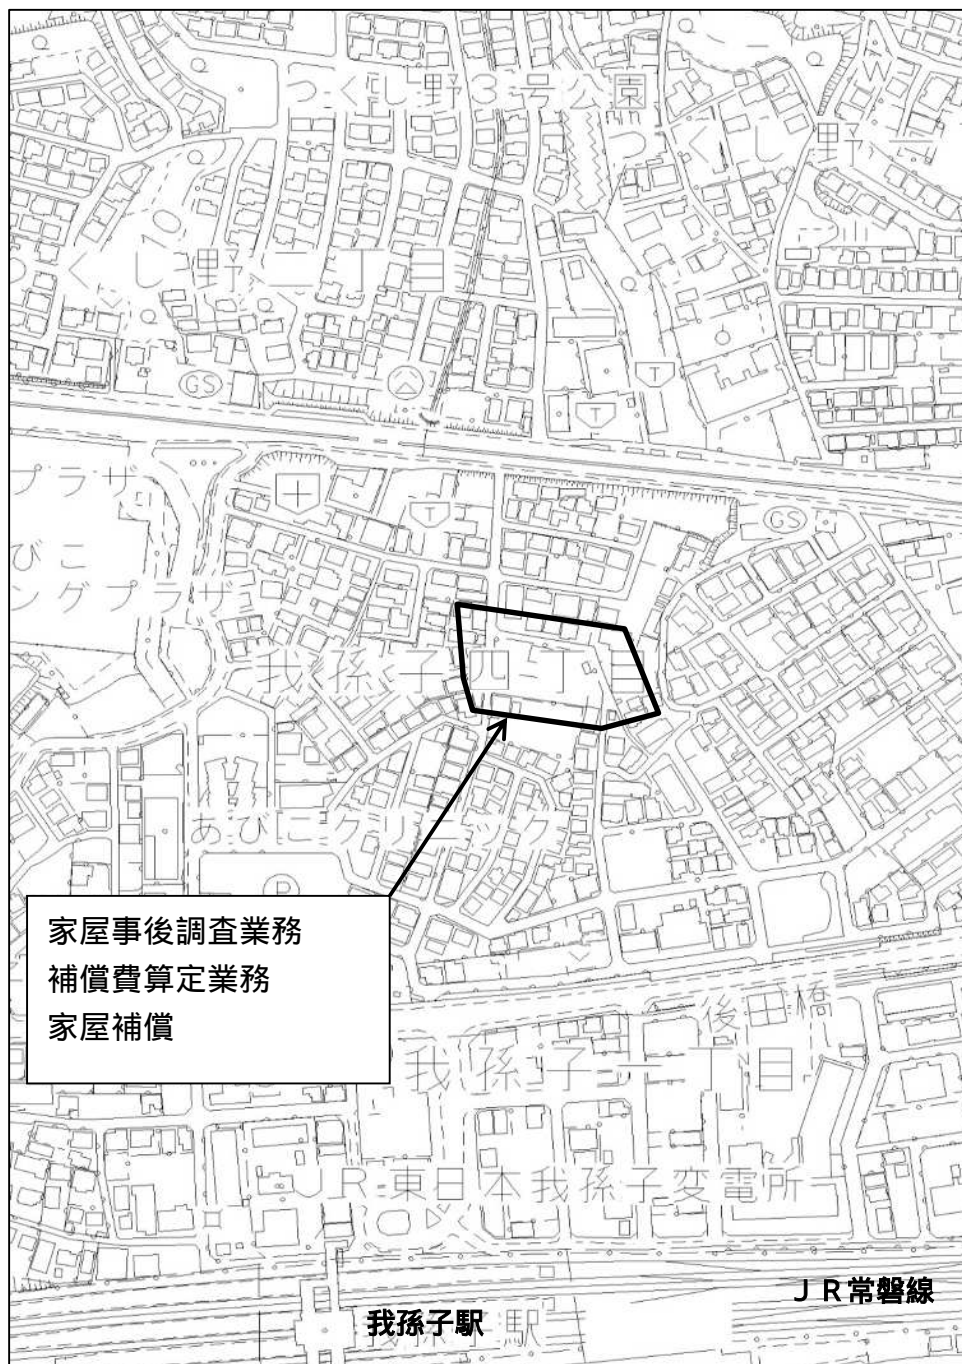 つくし野3号公園
つくし野一
つくし野二丁目
W
GS
T
T
プラザ
T
GS
びこ
ングプラザ
我孫子四丁目
あびこクリニック
P
家屋事後調査業務
補償費算定業務
家屋補償
後田橋
我孫子一丁目
JR東日本我孫子変電所
JR常磐線
我孫子駅